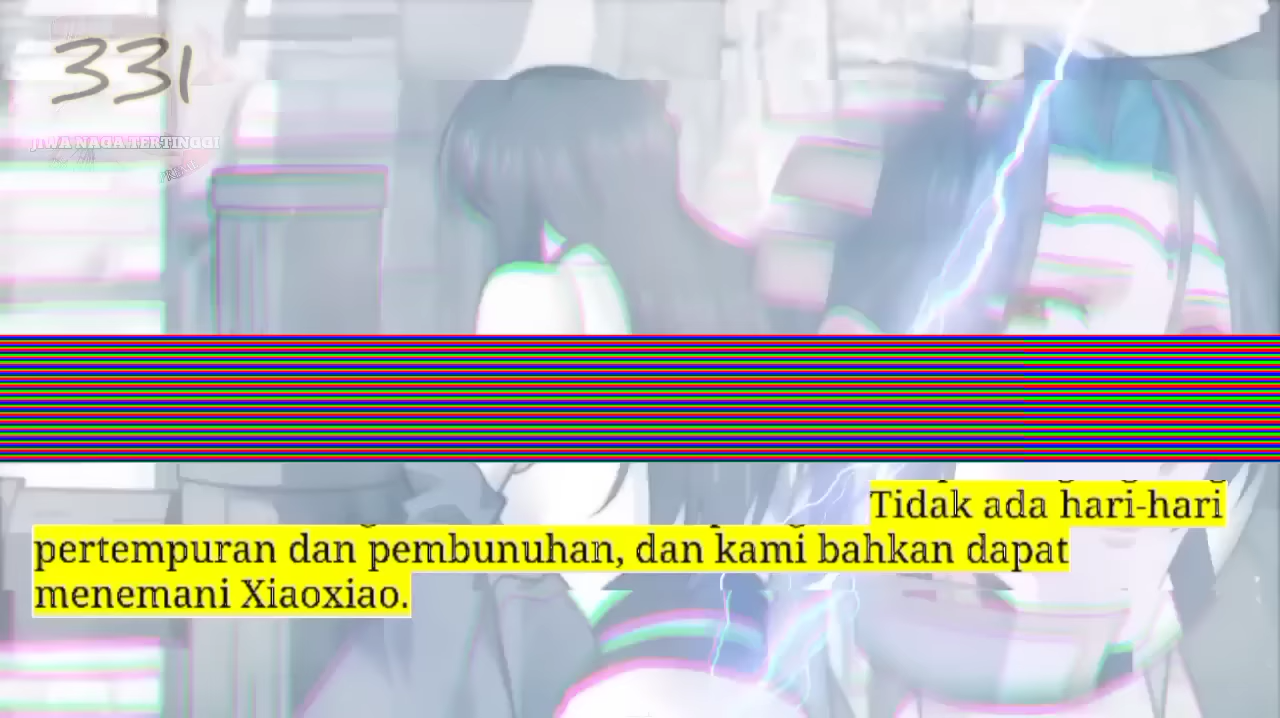 331
JIWA NAGA TERTINGGI
Tidak ada hari-hari
pertempuran dan pembunuhan, dan kami bahkan dapat
menemani Xiaoxiao.